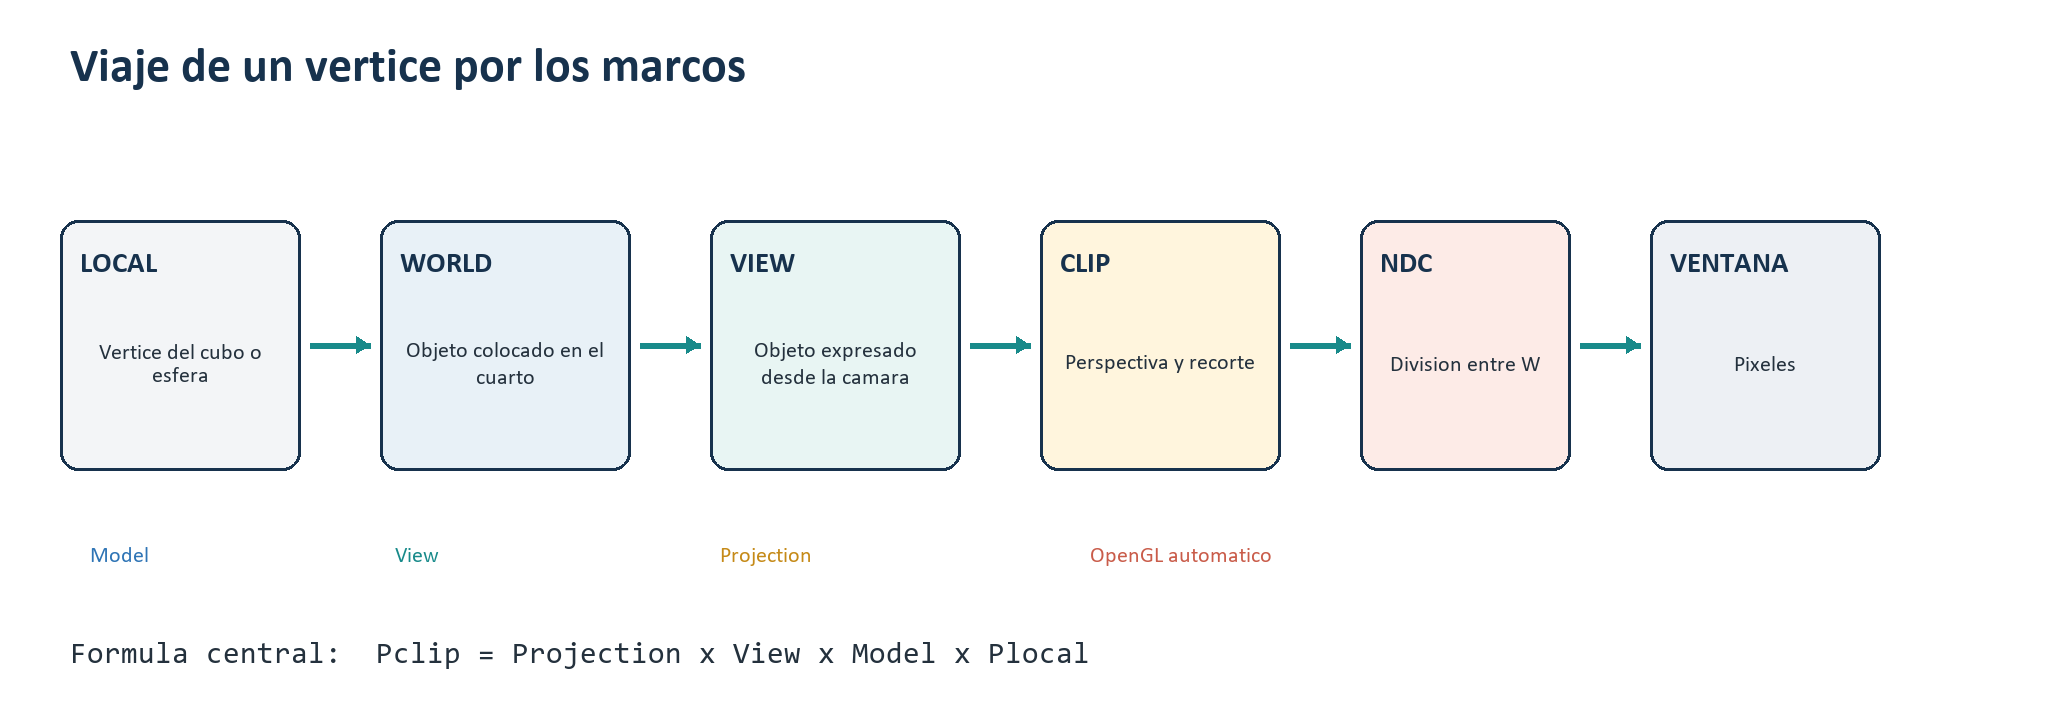 Viaje de un vertice por los marcos
LOCAL
Vertice del cubo o
esfera
WORLD
Objeto colocado en el
cuarto
VIEW
Objeto expresado
desde la camara
CLIP
Perspectiva y recorte
NDC
Division entre W
VENTANA
Pixeles
Model
View
Projection
OpenGL automatico
Formula central:  Pclip = Projection x View x Model x Plocal